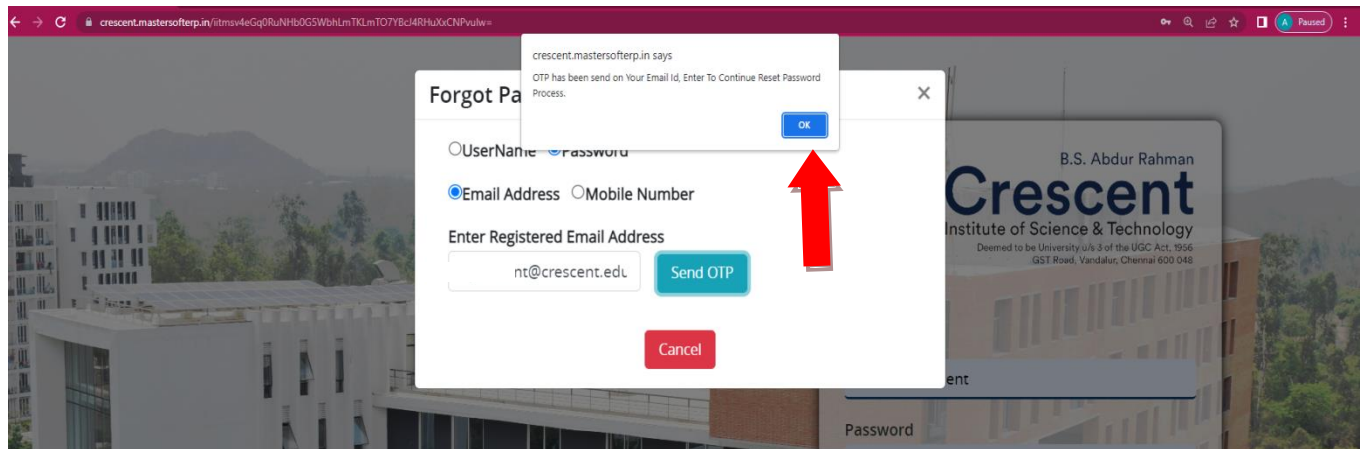 crescent.mastersofterp.in/iitmsv4eGq0RuNHb0G5WbhLmTKLmTO7YBcJ4RHuXxCNPvulw=
A
Paused
crescent.mastersofterp.in says
OTP has been send on Your Email Id, Enter To Continue Reset Password
Process.
OK
Forgot Pa
UserName Password
Email Address Mobile Number
Enter Registered Email Address
nt@crescent.edu
Send OTP
Cancel
B.S. Abdur Rahman
Crescent
Institute of Science & Technology
Deemed to be University u/s 3 of the UGC Act, 1956
GST Road, Vandalur, Chennai 600 048
ent
Password